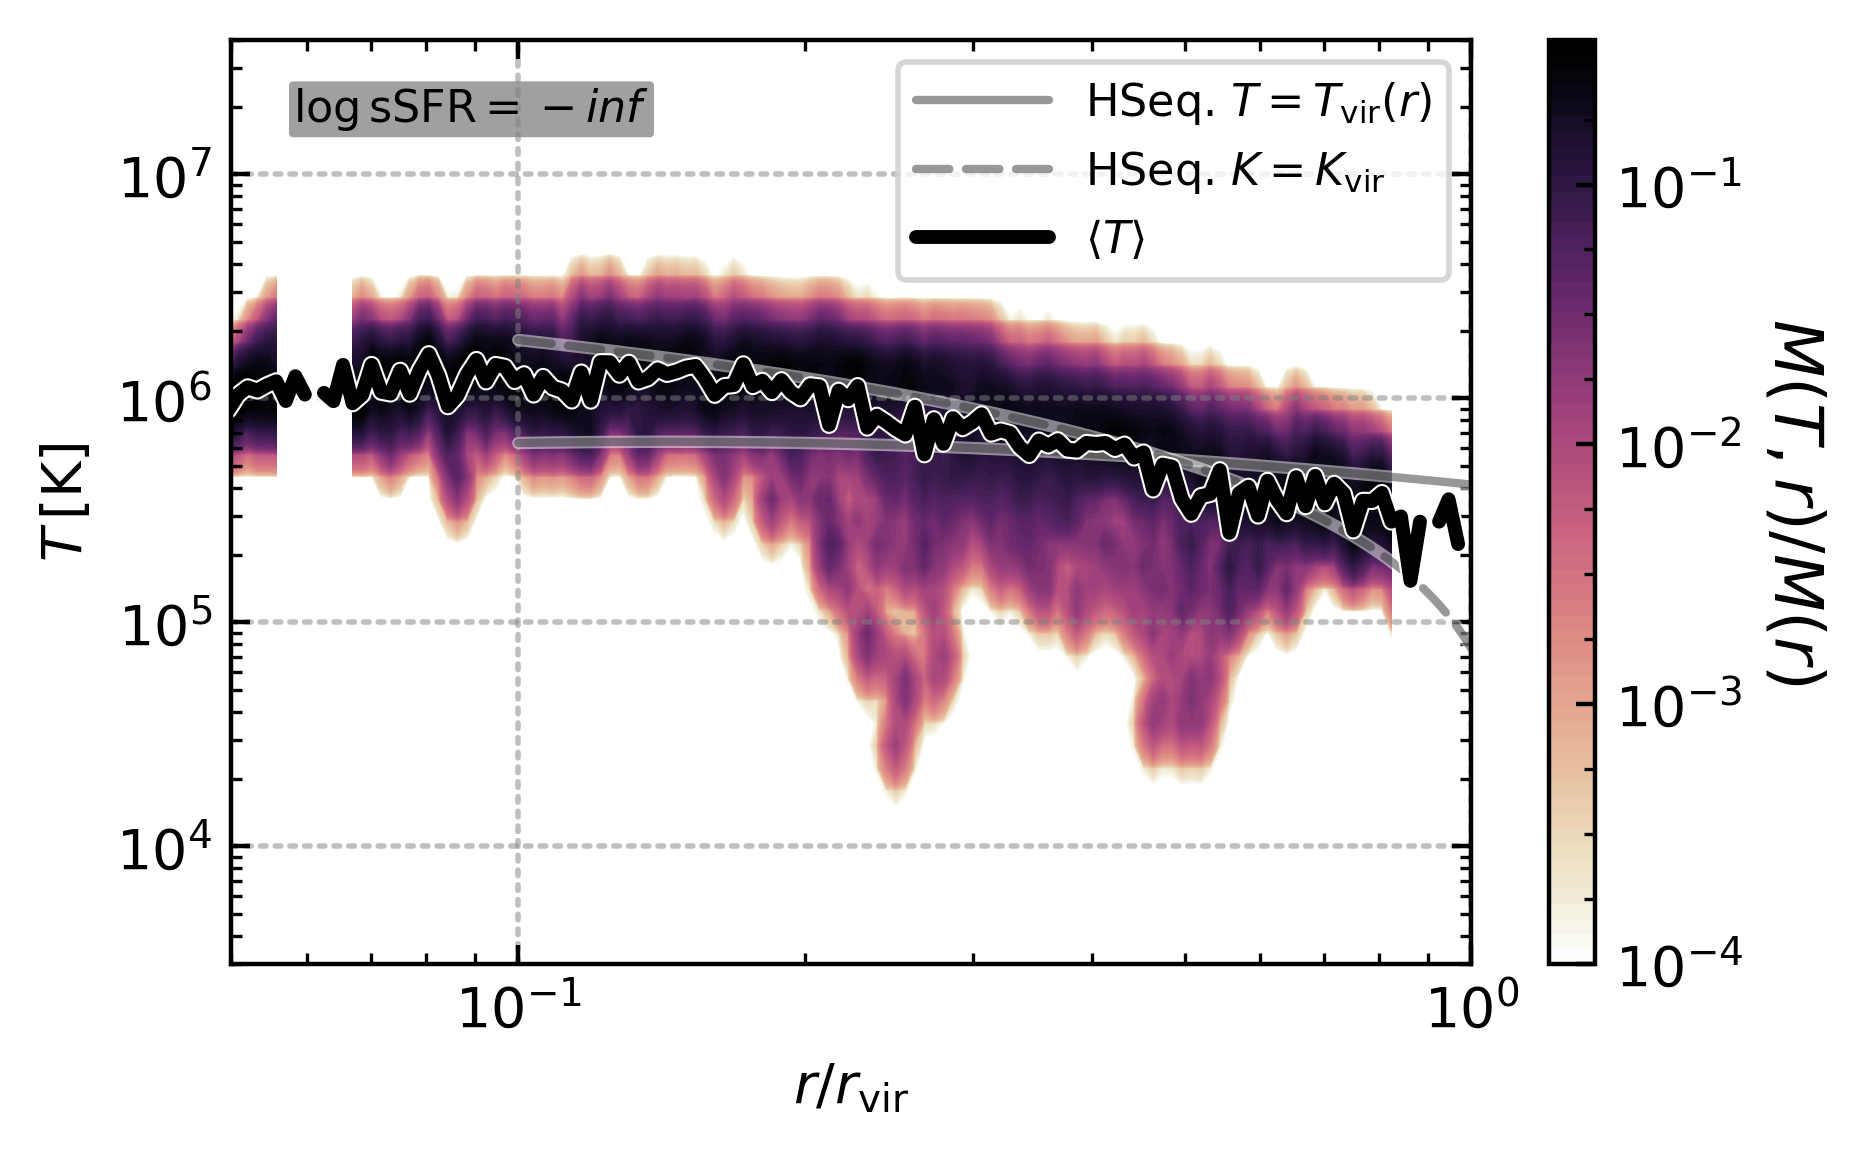 log sSFR = −inf
HSeq. T = T_vir(r)
HSeq. K = K_vir
⟨T⟩
10^7
10^6
10^5
10^4
T [K]
10^−1
10^0
r/r_vir
10^−1
10^−2
10^−3
10^−4
M(T, r)/M(r)